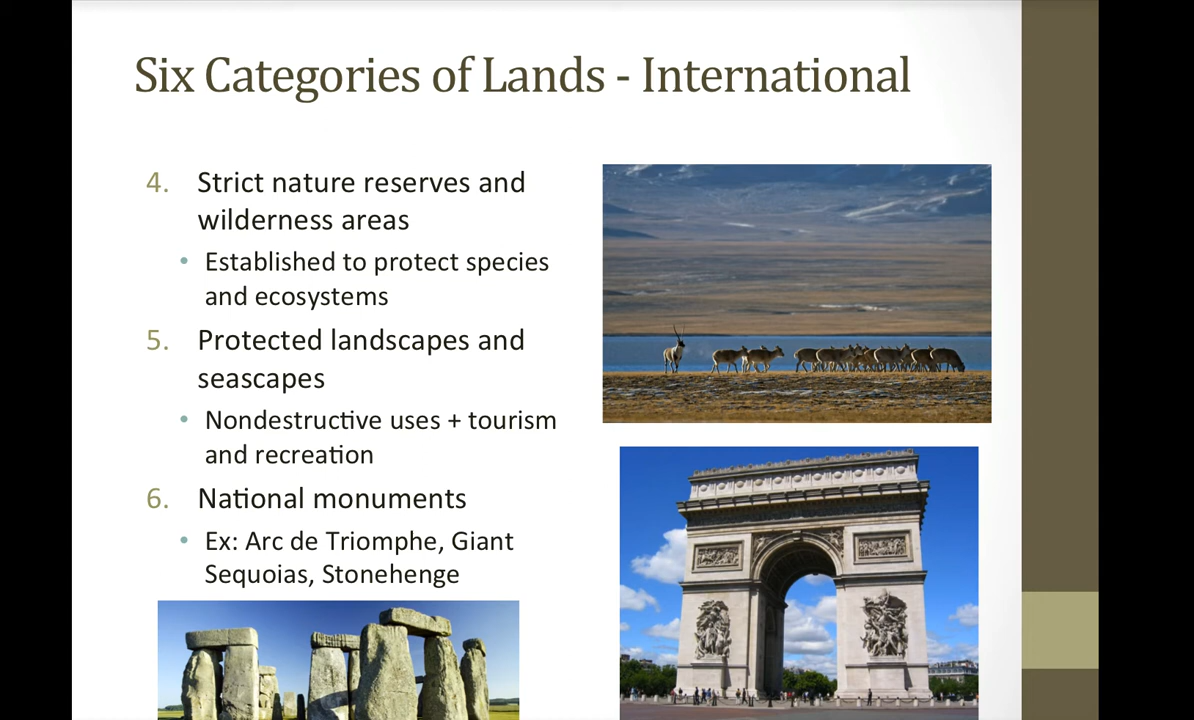 Six Categories of Lands - International
4. Strict nature reserves and
wilderness areas
• Established to protect species
and ecosystems
5. Protected landscapes and
seascapes
• Nondestructive uses + tourism
and recreation
6. National monuments
• Ex: Arc de Triomphe, Giant
Sequoias, Stonehenge